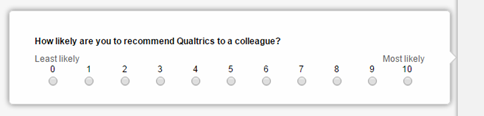 How likely are you to recommend Qualtrics to a colleague?
Least likely Most likely
0 1 2 3 4 5 6 7 8 9 10